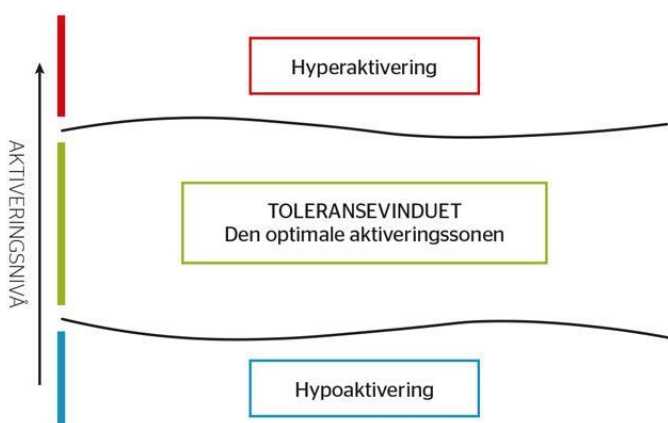 Hyperaktivering
AKTIVERINGSNIVÅ
TOLERANSEVINDUET
Den optimale aktiveringssonen
Hypoaktivering